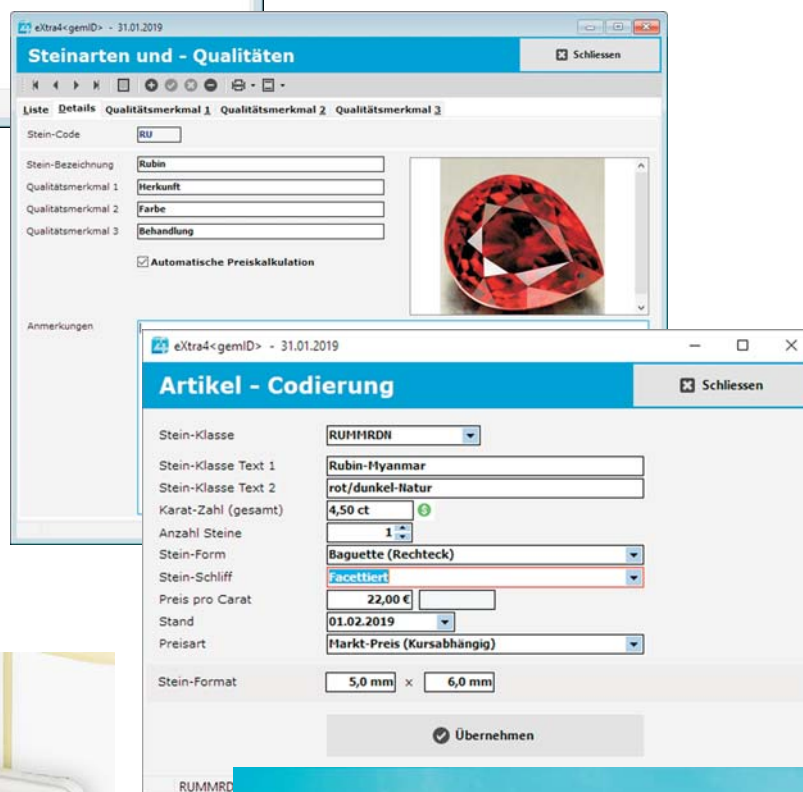 eXtra4<gemID> - 31.01.2019
Steinarten und - Qualitäten
Schliessen
Liste Details Qualitätsmerkmal 1 Qualitätsmerkmal 2 Qualitätsmerkmal 3
Stein-Code RU
Stein-Bezeichnung Rubin
Qualitätsmerkmal 1 Herkunft
Qualitätsmerkmal 2 Farbe
Qualitätsmerkmal 3 Behandlung
Automatische Preiskalkulation
Anmerkungen
eXtra4<gemID> - 31.01.2019
Artikel - Codierung
Schliessen
Stein-Klasse RUMMRDN
Stein-Klasse Text 1 Rubin-Myanmar
Stein-Klasse Text 2 rot/dunkel-Natur
Karat-Zahl (gesamt) 4,50 ct
Anzahl Steine 1
Stein-Form Baguette (Rechteck)
Stein-Schliff Facettiert
Preis pro Carat 22,00 €
Stand 01.02.2019
Preisart Markt-Preis (Kursabhängig)
Stein-Format 5,0 mm × 6,0 mm
Übernehmen
RUMMRD